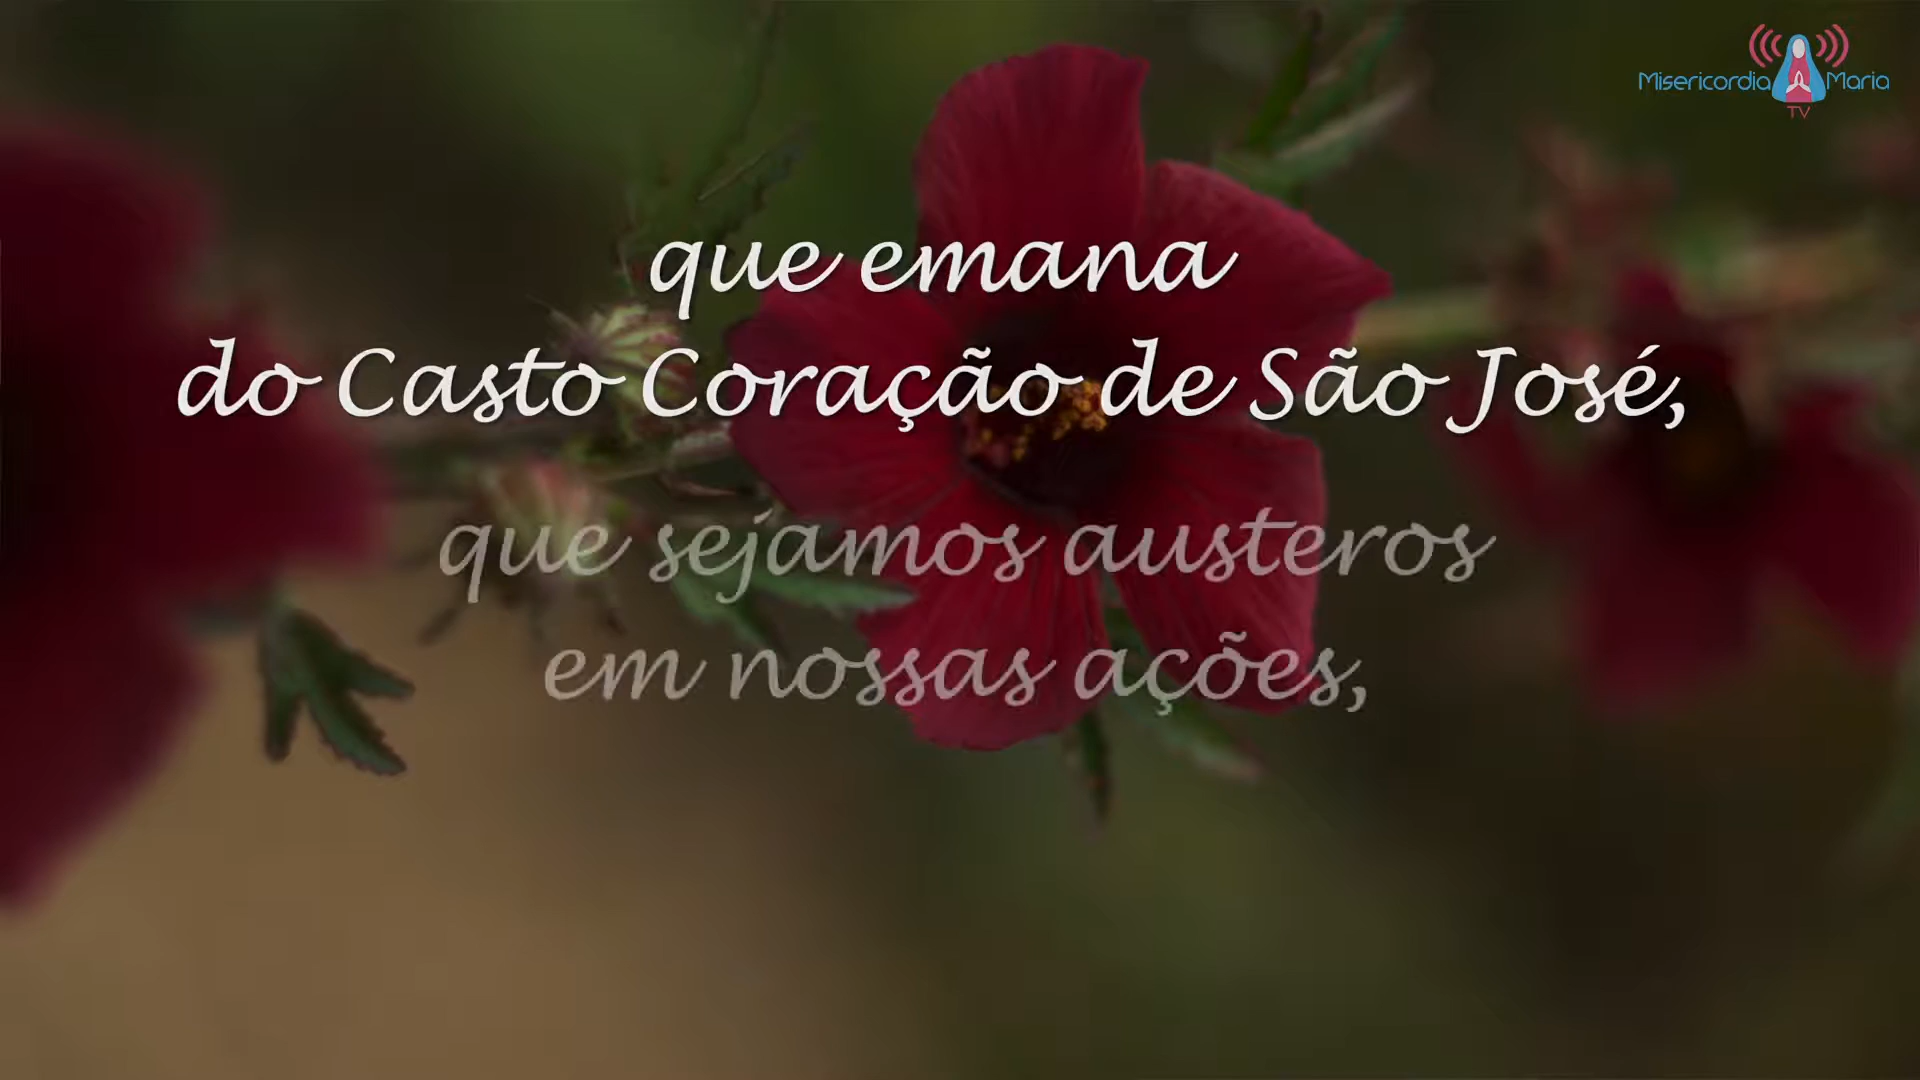 Misericordia Maria
TV
que emana
do Casto Coração de São José,
que sejamos austeros
em nossas ações,